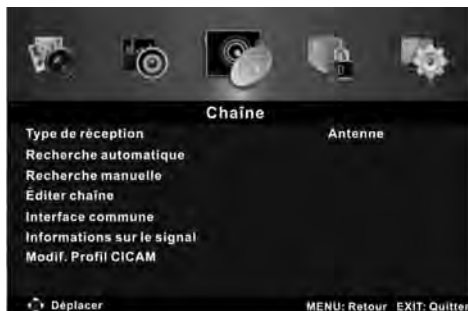 Chaîne
Type de réception Antenne
Recherche automatique
Recherche manuelle
Éditer chaîne
Interface commune
Informations sur le signal
Modif. Profil CICAM
Déplacer MENU: Retour EXIT: Quitter